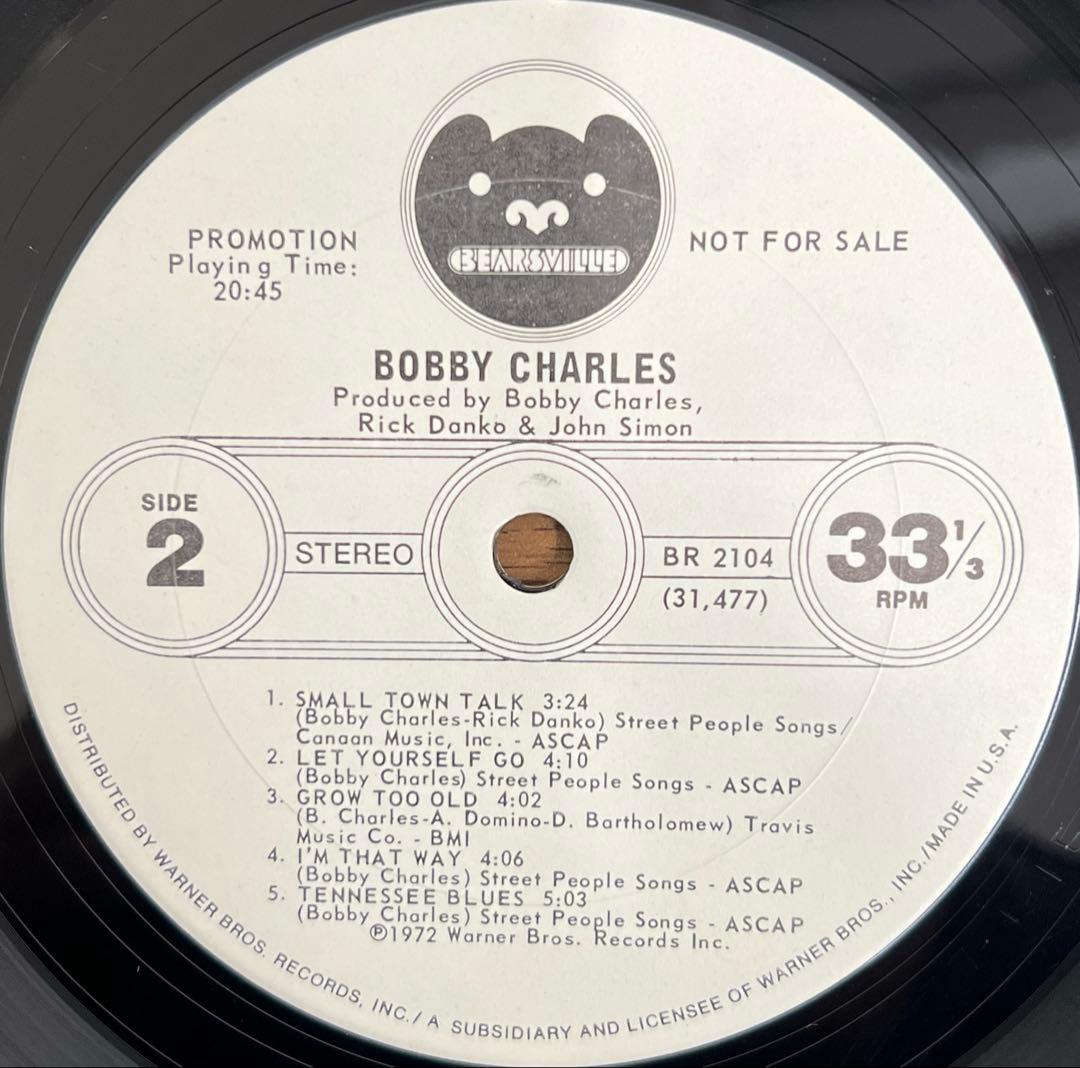 BEARSVILLE
PROMOTION
Playing Time:
20:45
NOT FOR SALE
BOBBY CHARLES
Produced by Bobby Charles,
Rick Danko & John Simon
SIDE
2
STEREO
BR 2104
(31,477)
33 1/3
RPM
1. SMALL TOWN TALK 3:24
(Bobby Charles-Rick Danko) Street People Songs/
Canaan Music, Inc. - ASCAP
2. LET YOURSELF GO 4:10
(Bobby Charles) Street People Songs - ASCAP
3. GROW TOO OLD 4:02
(B. Charles-A. Domino-D. Bartholomew) Travis
Music Co. - BMI
4. I'M THAT WAY 4:06
(Bobby Charles) Street People Songs - ASCAP
5. TENNESSEE BLUES 5:03
(Bobby Charles) Street People Songs - ASCAP
℗1972 Warner Bros. Records Inc.
DISTRIBUTED BY WARNER BROS. RECORDS, INC./A SUBSIDIARY AND LICENSEE OF WARNER BROS., INC./MADE IN U.S.A.